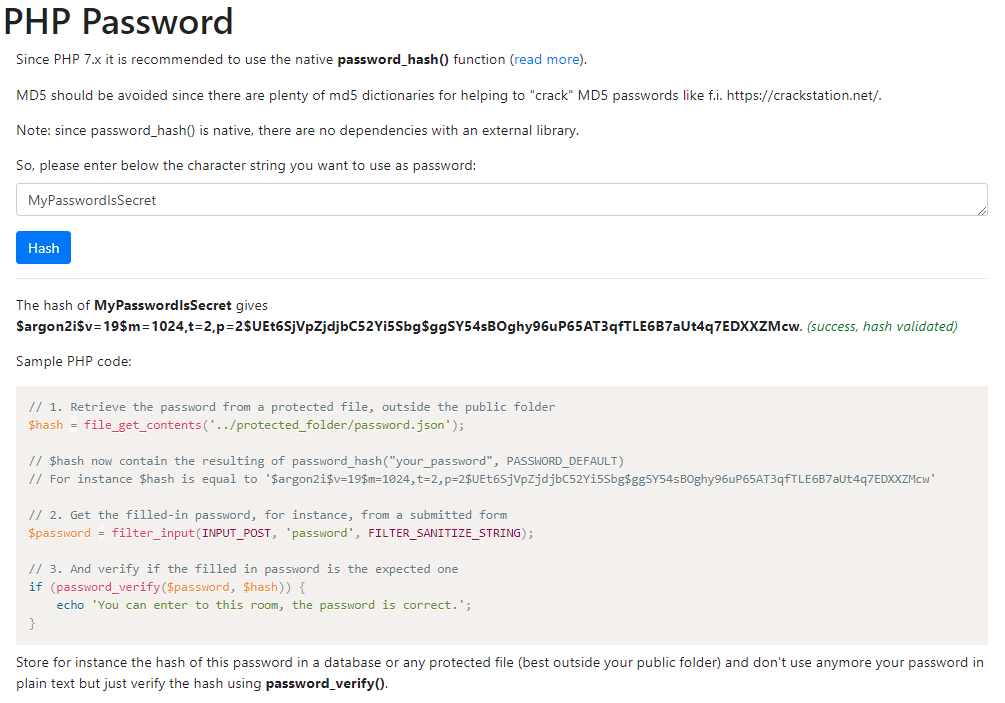 PHP Password
Since PHP 7.x it is recommended to use the native password_hash() function (read more).
MD5 should be avoided since there are plenty of md5 dictionaries for helping to "crack" MD5 passwords like f.i. https://crackstation.net/.
Note: since password_hash() is native, there are no dependencies with an external library.
So, please enter below the character string you want to use as password:
MyPasswordIsSecret
Hash
The hash of MyPasswordIsSecret gives
$argon2i$v=19$m=1024,t=2,p=2$UEt6SjVpZjdjbC52Yi5Sbg$ggSY54sBOghy96uP65AT3qfTLE6B7aUt4q7EDXXZMcw. (success, hash validated)
Sample PHP code:
// 1. Retrieve the password from a protected file, outside the public folder
$hash = file_get_contents('../protected_folder/password.json');
// $hash now contain the resulting of password_hash("your_password", PASSWORD_DEFAULT)
// For instance $hash is equal to '$argon2i$v=19$m=1024,t=2,p=2$UEt6SjVpZjdjbC52Yi5Sbg$ggSY54sBOghy96uP65AT3qfTLE6B7aUt4q7EDXXZMcw'
// 2. Get the filled-in password, for instance, from a submitted form
$password = filter_input(INPUT_POST, 'password', FILTER_SANITIZE_STRING);
// 3. And verify if the filled in password is the expected one
if (password_verify($password, $hash)) {
    echo 'You can enter to this room, the password is correct.';
}
Store for instance the hash of this password in a database or any protected file (best outside your public folder) and don't use anymore your password in
plain text but just verify the hash using password_verify().